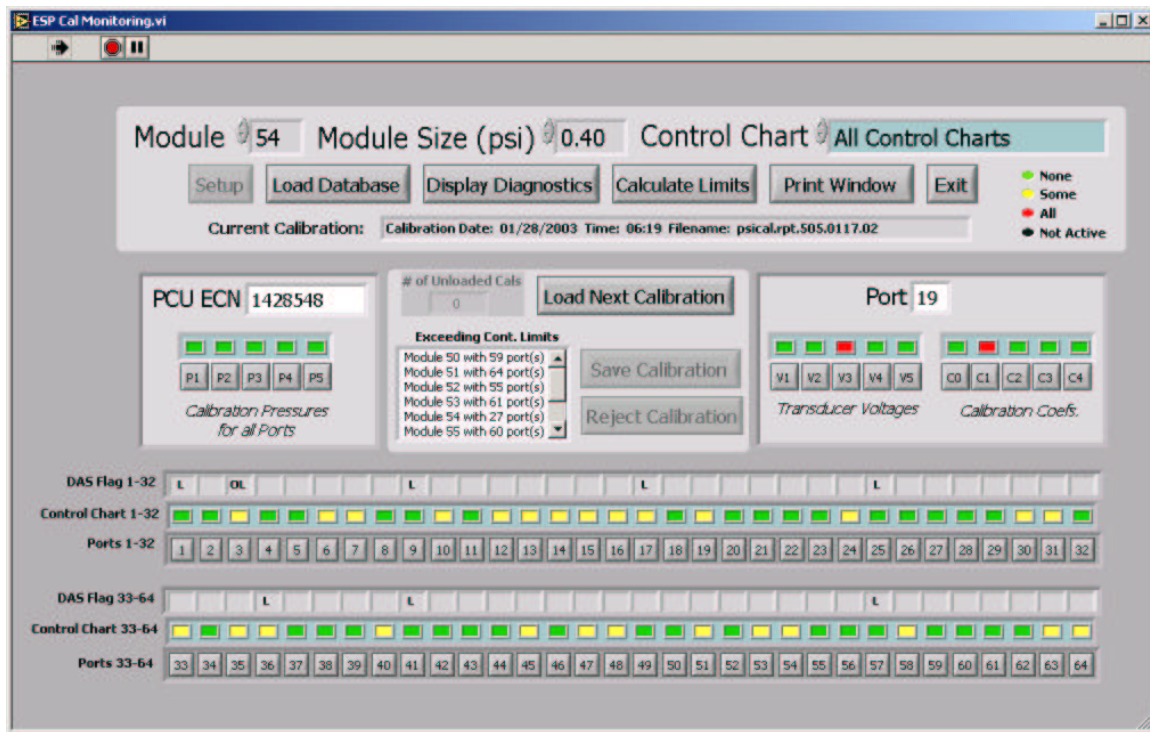 ESP Cal Monitoring.vi
Module 54 Module Size (psi) 0.40 Control Chart All Control Charts
Setup Load Database Display Diagnostics Calculate Limits Print Window Exit
None
Some
All
Not Active
Current Calibration: Calibration Date: 01/28/2003 Time: 06:19 Filename: psical.rpt.505.0117.02
PCU ECN 1428548
P1 P2 P3 P4 P5
Calibration Pressures
for all Ports
# of Unloaded Cals
0
Load Next Calibration
Exceeding Cont. Limits
Module 50 with 59 port(s)
Module 51 with 64 port(s)
Module 52 with 55 port(s)
Module 53 with 61 port(s)
Module 54 with 27 port(s)
Module 55 with 60 port(s)
Save Calibration
Reject Calibration
Port 19
V1 V2 V3 V4 V5
Transducer Voltages
C0 C1 C2 C3 C4
Calibration Coefs.
DAS Flag 1-32 L OL L L L
Control Chart 1-32
Ports 1-32 1 2 3 4 5 6 7 8 9 10 11 12 13 14 15 16 17 18 19 20 21 22 23 24 25 26 27 28 29 30 31 32
DAS Flag 33-64 L L L
Control Chart 33-64
Ports 33-64 33 34 35 36 37 38 39 40 41 42 43 44 45 46 47 48 49 50 51 52 53 54 55 56 57 58 59 60 61 62 63 64